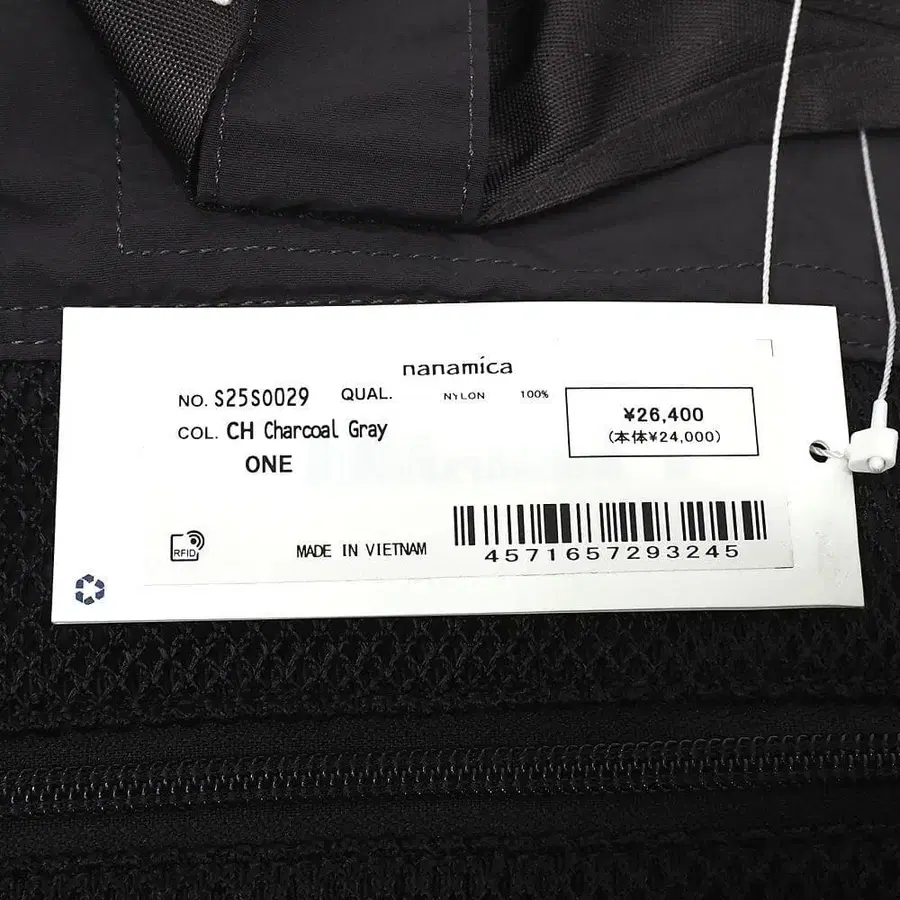 nanamica
NO. S25S0029 QUAL. NYLON 100%
COL. CH Charcoal Gray
ONE
¥26,400
(本体¥24,000)
RFID
MADE IN VIETNAM
4571657293245